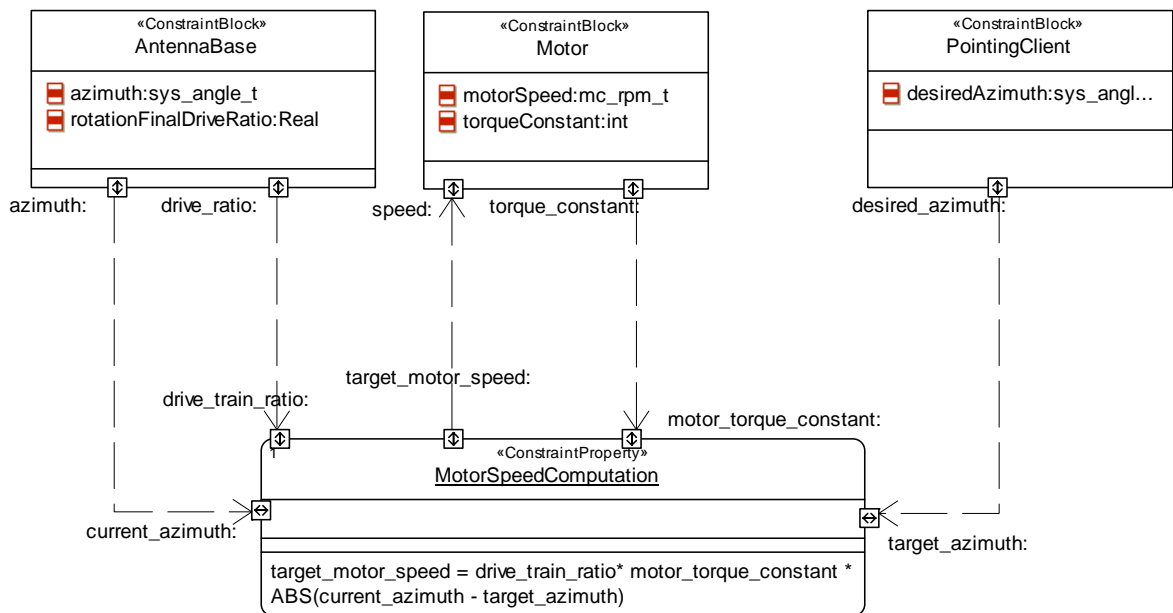 «ConstraintBlock»
AntennaBase
azimuth:sys_angle_t
rotationFinalDriveRatio:Real
«ConstraintBlock»
Motor
motorSpeed:mc_rpm_t
torqueConstant:int
«ConstraintBlock»
PointingClient
desiredAzimuth:sys_angl...
azimuth:
drive_ratio:
speed:
torque_constant:
desired_azimuth:
target_motor_speed:
drive_train_ratio:
motor_torque_constant:
1
«ConstraintProperty»
MotorSpeedComputation
current_azimuth:
target_azimuth:
target_motor_speed = drive_train_ratio* motor_torque_constant *
ABS(current_azimuth - target_azimuth)